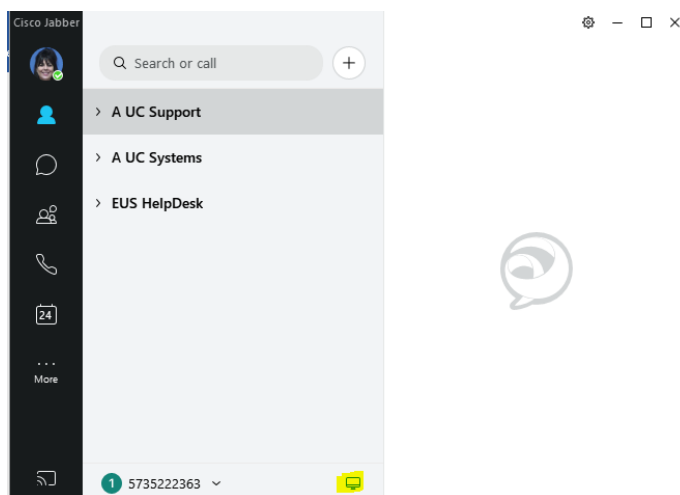 Cisco Jabber
Search or call
A UC Support
A UC Systems
EUS HelpDesk
24
More
1 5735222363